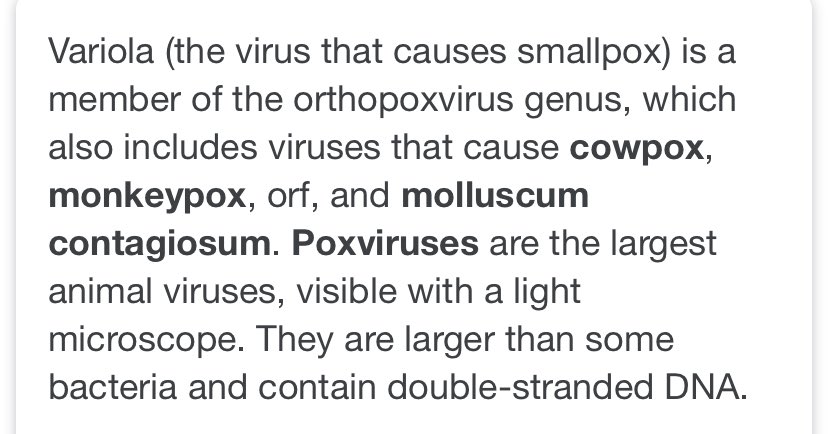 Variola (the virus that causes smallpox) is a
member of the orthopoxvirus genus, which
also includes viruses that cause cowpox,
monkeypox, orf, and molluscum
contagiosum. Poxviruses are the largest
animal viruses, visible with a light
microscope. They are larger than some
bacteria and contain double-stranded DNA.